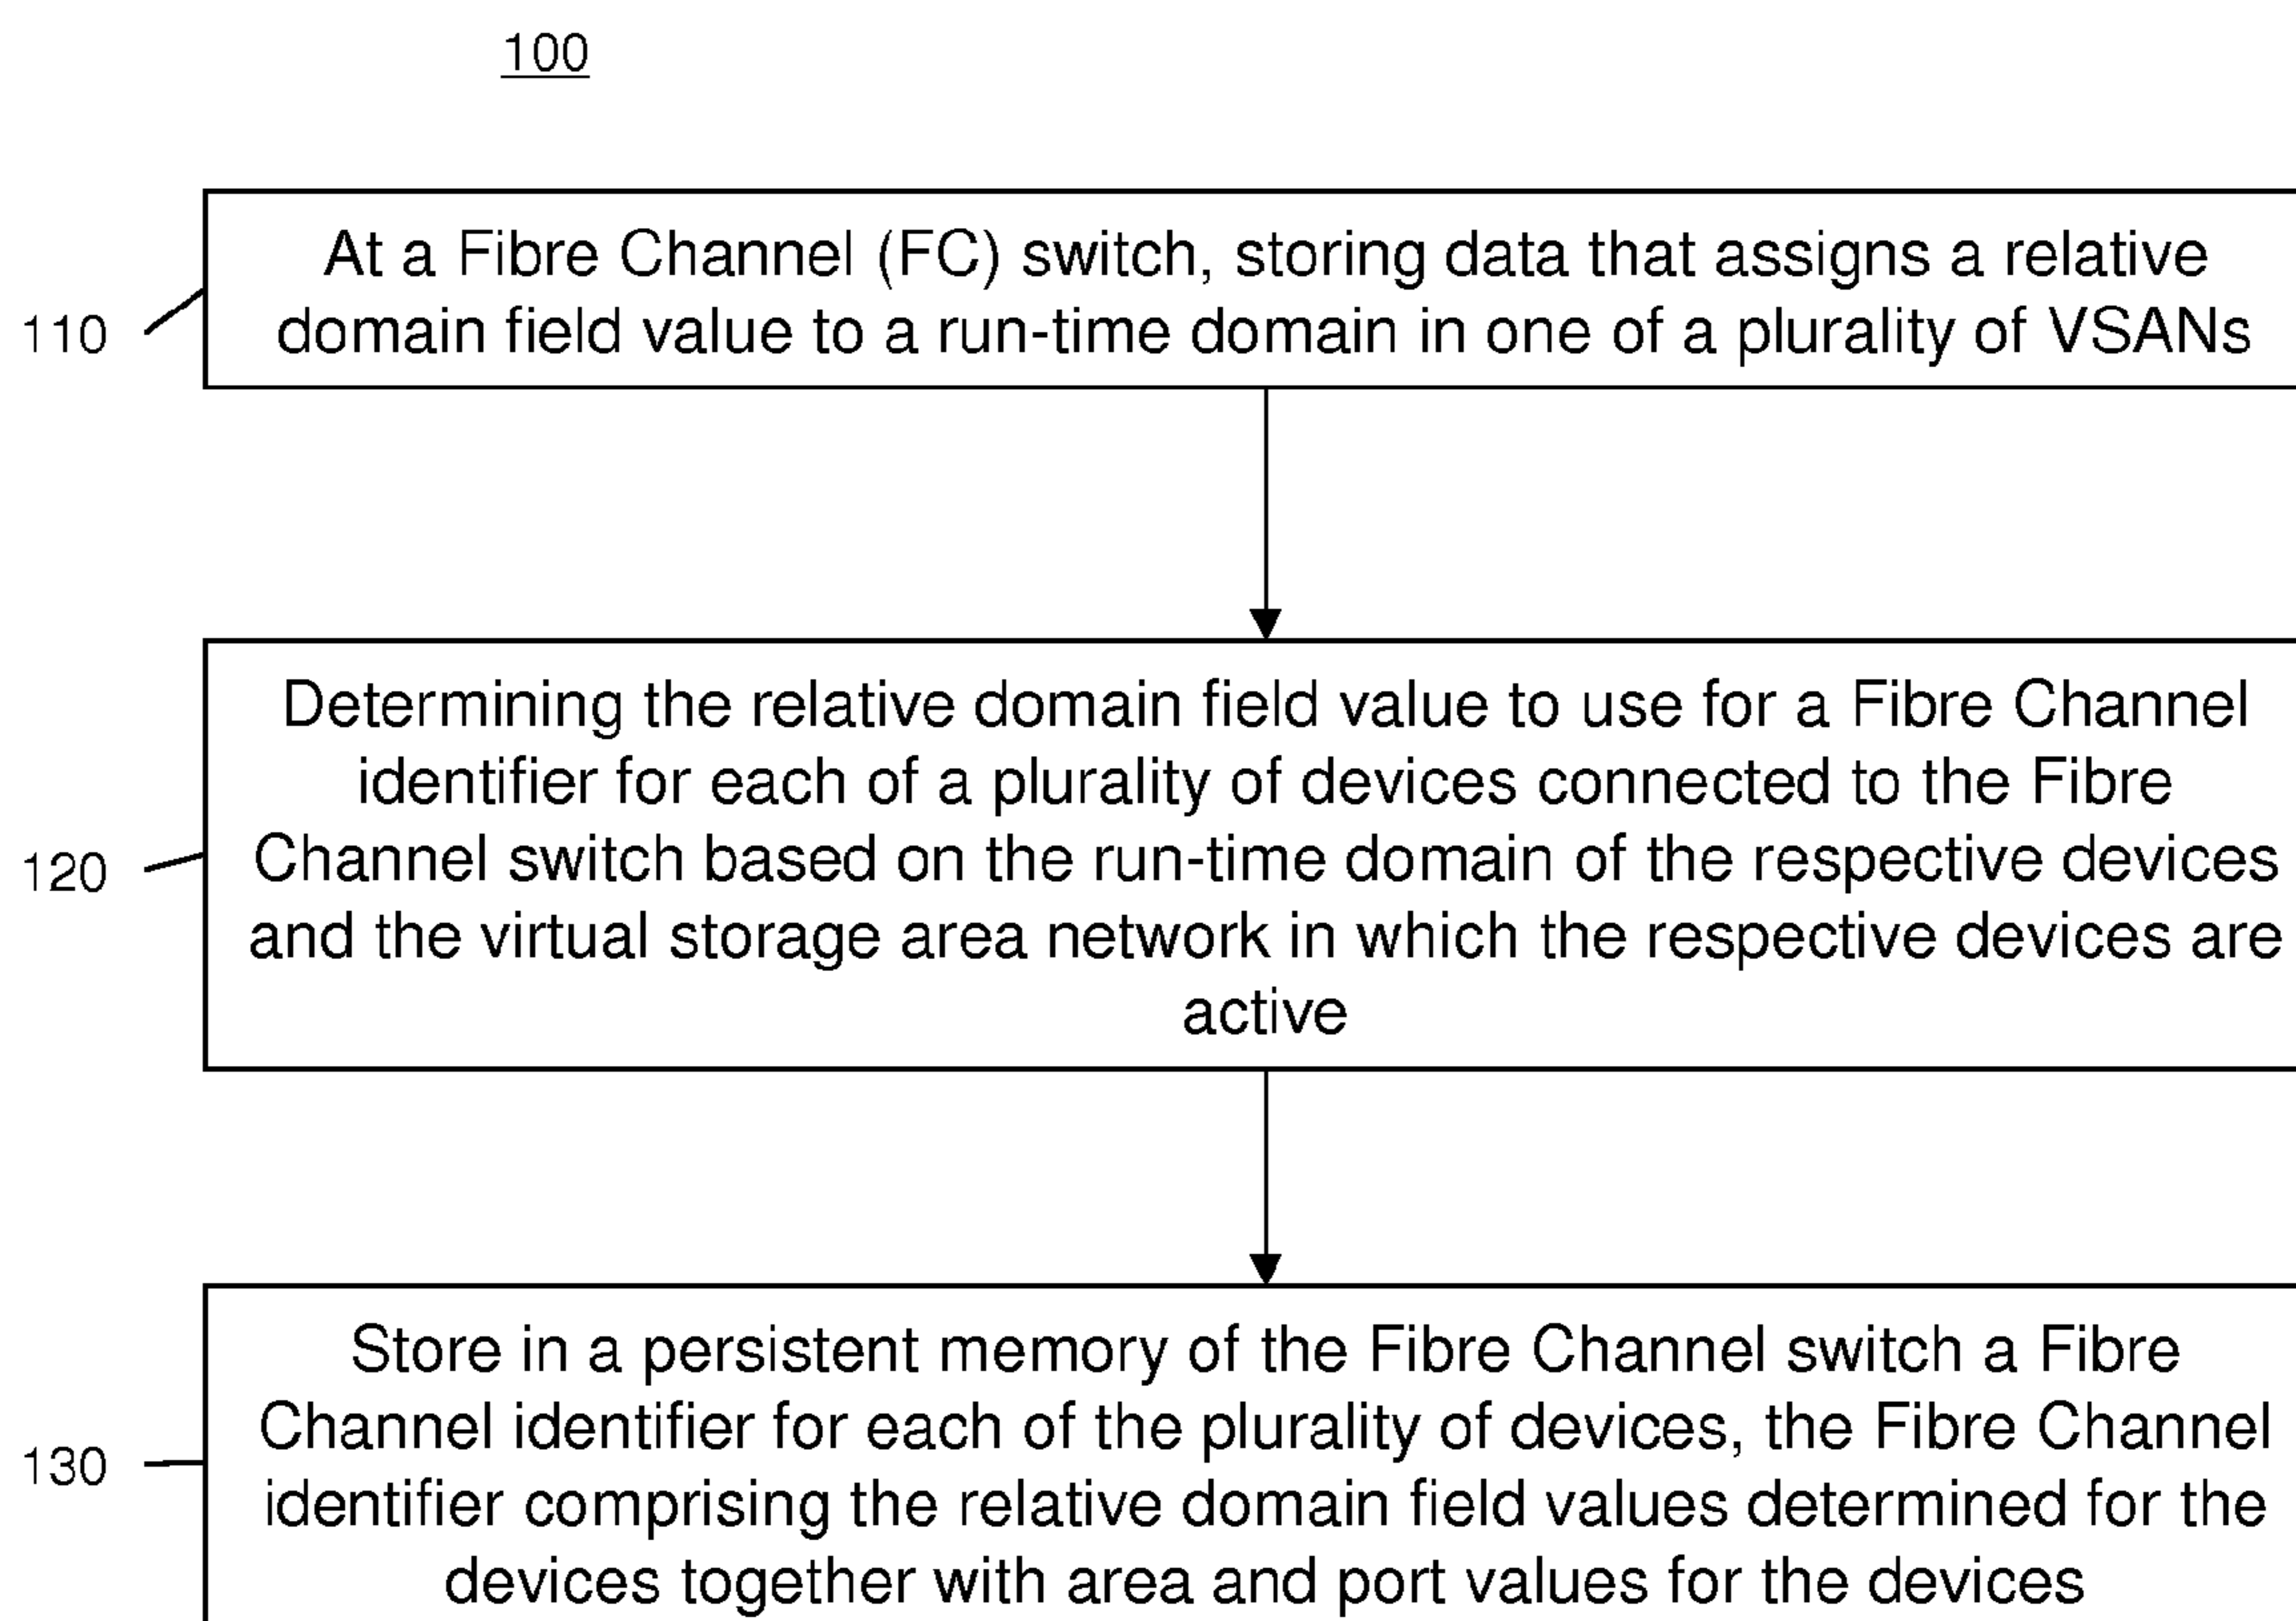 100
At a Fibre Channel (FC) switch, storing data that assigns a relative
domain field value to a run-time domain in one of a plurality of VSANs
110
Determining the relative domain field value to use for a Fibre Channel
identifier for each of a plurality of devices connected to the Fibre
Channel switch based on the run-time domain of the respective devices
and the virtual storage area network in which the respective devices are
active
120
Store in a persistent memory of the Fibre Channel switch a Fibre
Channel identifier for each of the plurality of devices, the Fibre Channel
identifier comprising the relative domain field values determined for the
devices together with area and port values for the devices
130